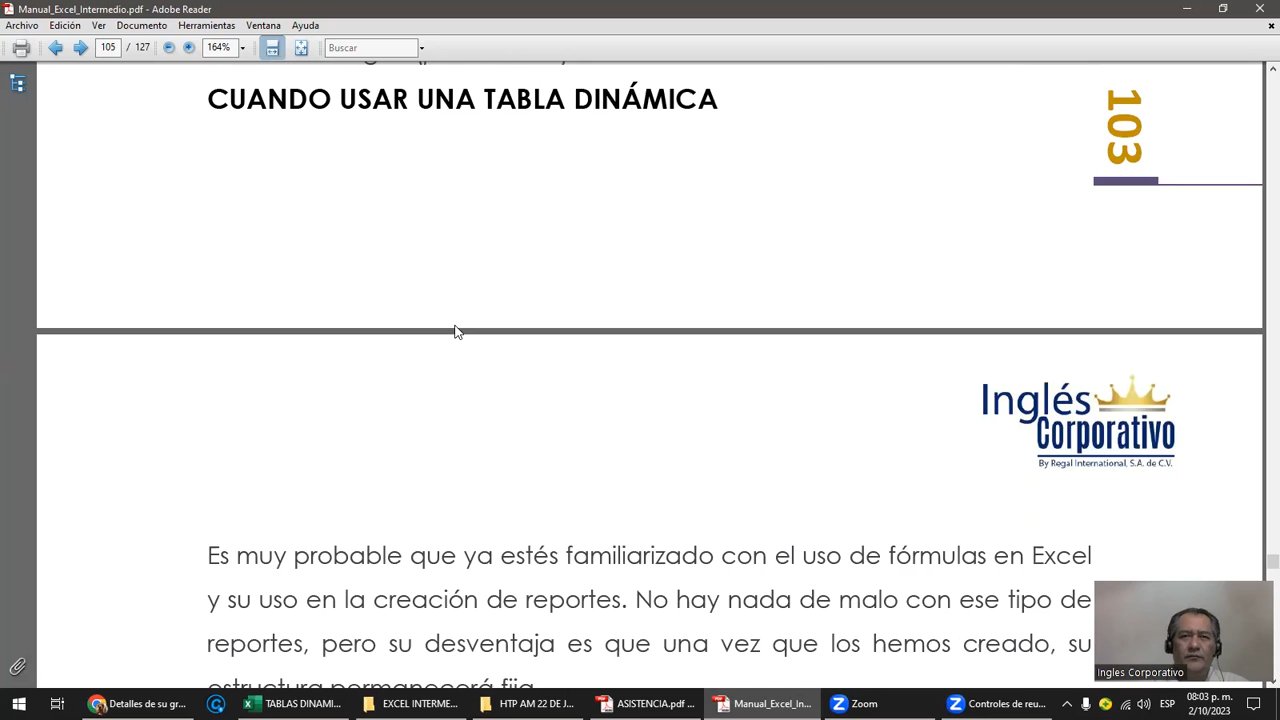 Manual_Excel_Intermedio.pdf - Adobe Reader
Archivo Edición Ver Documento Herramientas Ventana Ayuda
105 / 127 164% Buscar
CUANDO USAR UNA TABLA DINÁMICA
103
Inglés
Corporativo
By Regal International, S.A. de C.V.
Es muy probable que ya estés familiarizado con el uso de fórmulas en Excel
y su uso en la creación de reportes. No hay nada de malo con ese tipo de
reportes, pero su desventaja es que una vez que los hemos creado, su
estructura permanecerá fija.
Ingles Corporativo
Detalles de su gr... TABLAS DINAMI... EXCEL INTERME... HTP AM 22 DE J... ASISTENCIA.pdf ... Manual_Excel_In... Zoom Controles de reu... ESP
08:03 p. m.
2/10/2023